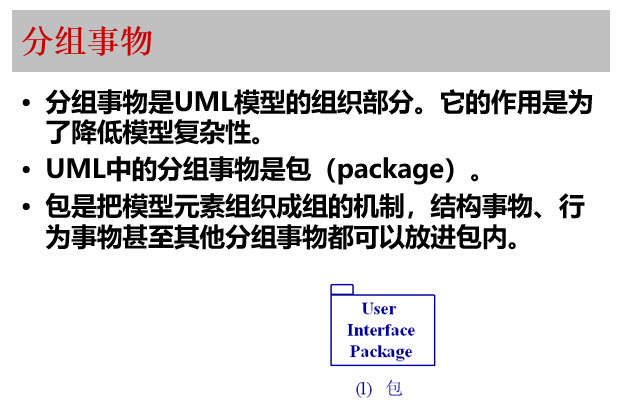 分组事物
• 分组事物是UML模型的组织部分。它的作用是为
了降低模型复杂性。
• UML中的分组事物是包（package）。
• 包是把模型元素组织成组的机制，结构事物、行
为事物甚至其他分组事物都可以放进包内。
User
Interface
Package
(1) 包